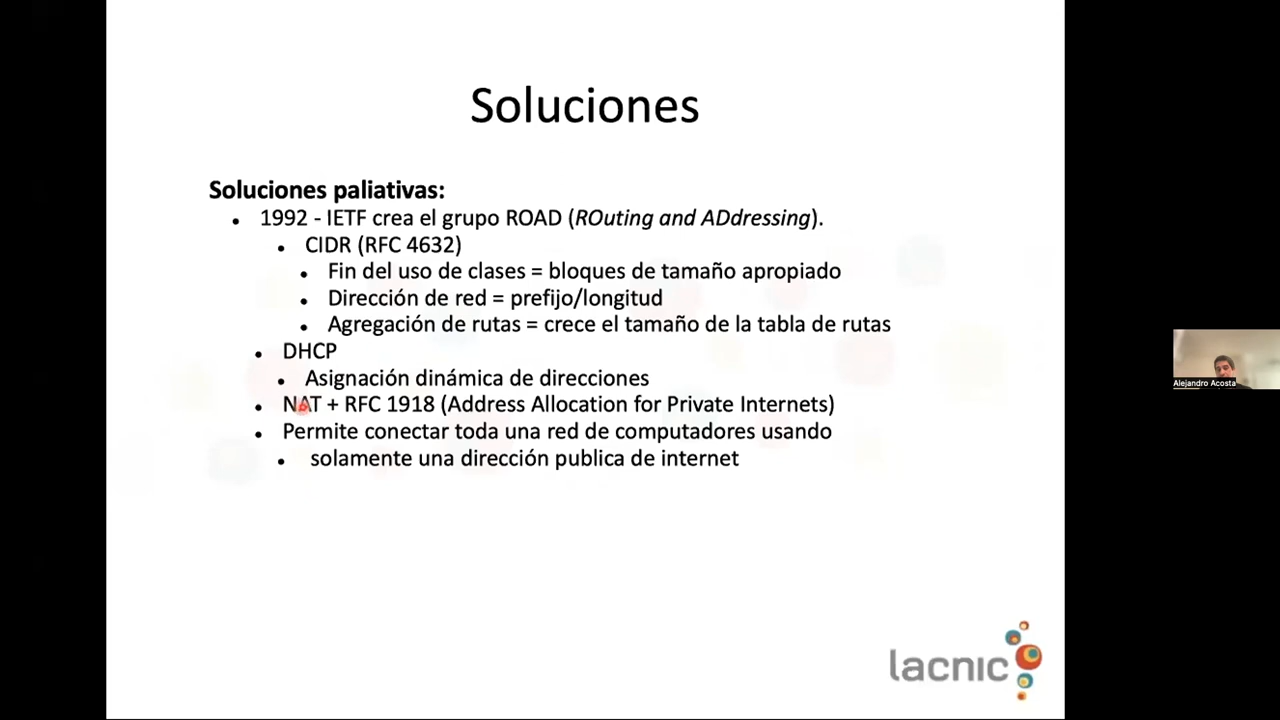 Soluciones
Soluciones paliativas:
• 1992 - IETF crea el grupo ROAD (ROuting and ADdressing).
• CIDR (RFC 4632)
• Fin del uso de clases = bloques de tamaño apropiado
• Dirección de red = prefijo/longitud
• Agregación de rutas = crece el tamaño de la tabla de rutas
• DHCP
• Asignación dinámica de direcciones
• NAT + RFC 1918 (Address Allocation for Private Internets)
• Permite conectar toda una red de computadores usando
• solamente una dirección publica de internet
Alejandro Acosta
lacnic